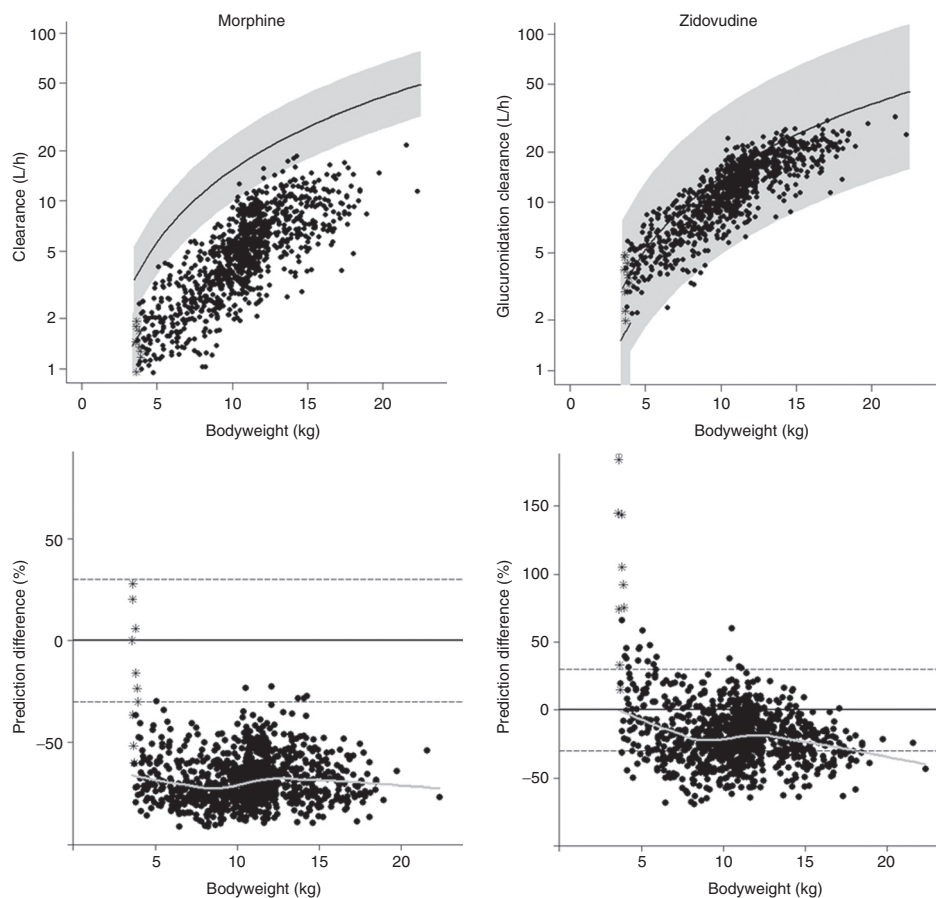 Morphine
Zidovudine
Clearance (L/h)
100
50
20
10
5
2
1
0 5 10 15 20
Bodyweight (kg)
Glucuronidation clearance (L/h)
100
50
20
10
5
2
1
0 5 10 15 20
Bodyweight (kg)
Prediction difference (%)
50
0
−50
5 10 15 20
Bodyweight (kg)
Prediction difference (%)
150
100
50
0
−50
5 10 15 20
Bodyweight (kg)